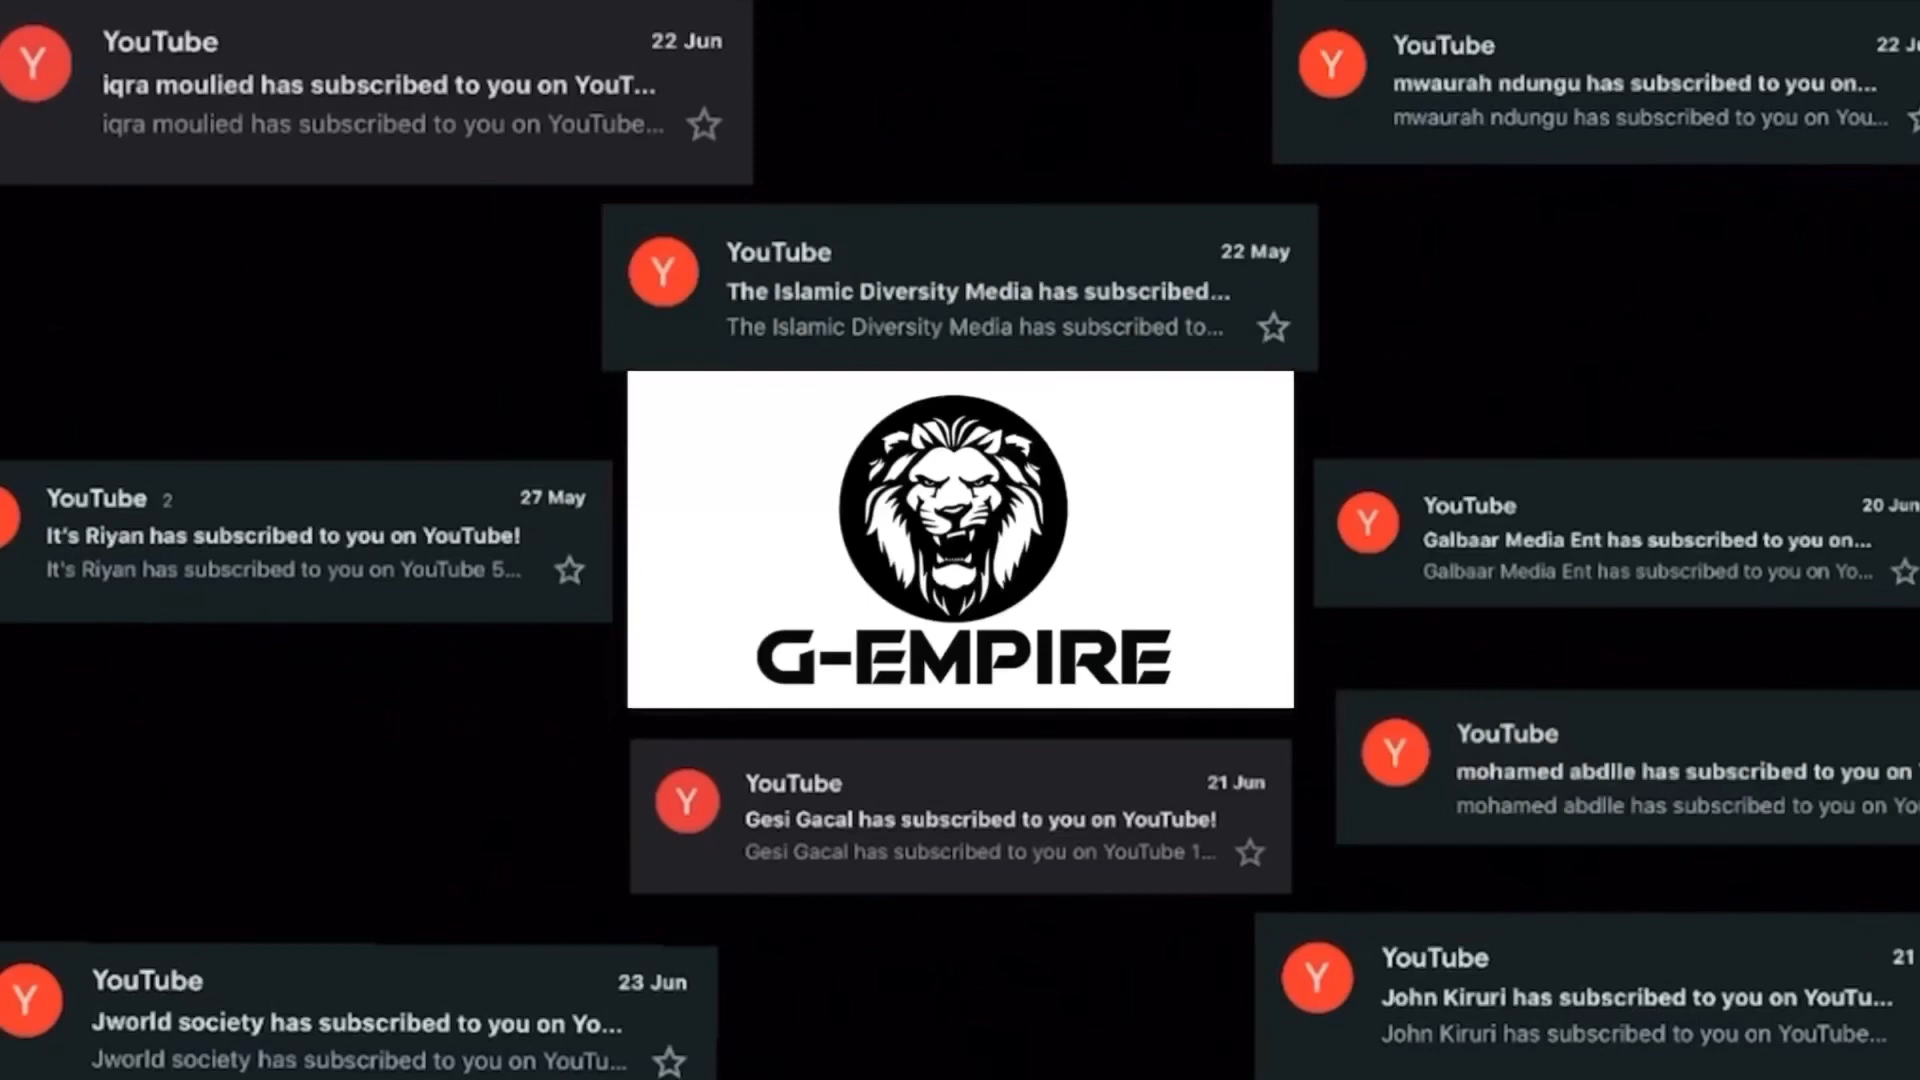 YouTube
22 Jun
iqra moulied has subscribed to you on YouT...
iqra moulied has subscribed to you on YouTube...
YouTube
22
mwaurah ndungu has subscribed to you on...
mwaurah ndungu has subscribed to you on You...
YouTube
22 May
The Islamic Diversity Media has subscribed...
The Islamic Diversity Media has subscribed to...
YouTube 2
27 May
It's Riyan has subscribed to you on YouTube!
It's Riyan has subscribed to you on YouTube 5...
G-EMPIRE
YouTube
20 Jun
Galbaar Media Ent has subscribed to you on...
Galbaar Media Ent has subscribed to you on Yo...
YouTube
mohamed abdlle has subscribed to you on
mohamed abdlle has subscribed to you on Yo
YouTube
21 Jun
Gesi Gacal has subscribed to you on YouTube!
Gesi Gacal has subscribed to you on YouTube 1...
YouTube
23 Jun
Jworld society has subscribed to you on Yo...
Jworld society has subscribed to you on YouTu...
YouTube
21
John Kiruri has subscribed to you on YouTu...
John Kiruri has subscribed to you on YouTube...